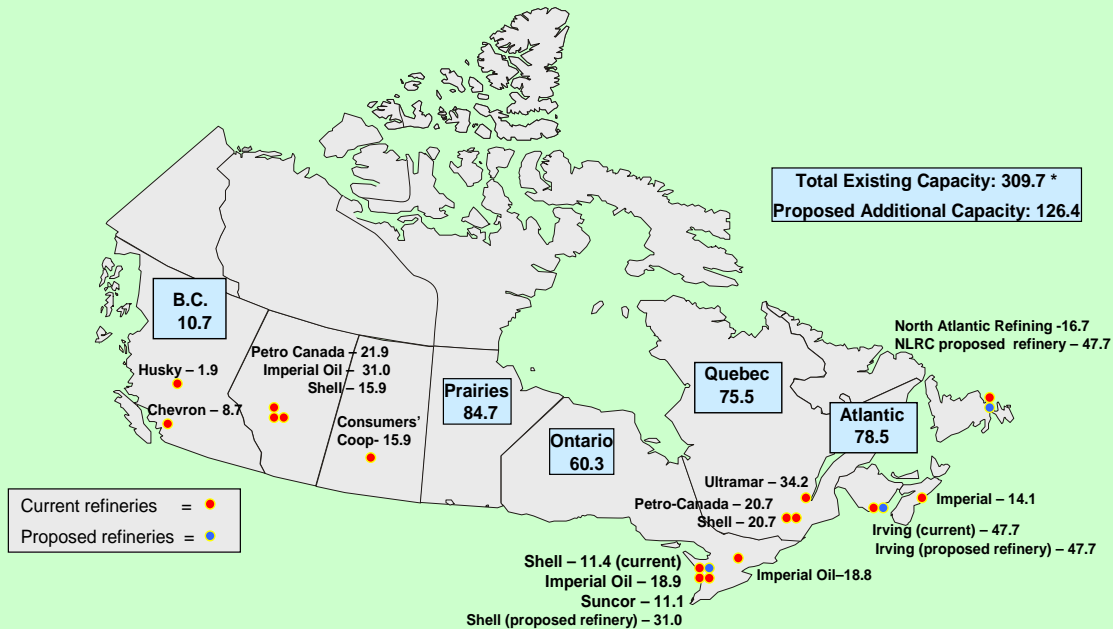 Total Existing Capacity: 309.7 *
Proposed Additional Capacity: 126.4
B.C.
10.7
Husky – 1.9
Chevron – 8.7
Petro Canada – 21.9
Imperial Oil – 31.0
Shell – 15.9
Consumers'
Coop- 15.9
Prairies
84.7
Ontario
60.3
Quebec
75.5
Atlantic
78.5
North Atlantic Refining -16.7
NLRC proposed refinery – 47.7
Ultramar – 34.2
Petro-Canada – 20.7
Shell – 20.7
Imperial – 14.1
Irving (current) – 47.7
Irving (proposed refinery) – 47.7
Shell – 11.4 (current)
Imperial Oil – 18.9
Suncor – 11.1
Shell (proposed refinery) – 31.0
Imperial Oil–18.8
Current refineries =
Proposed refineries =